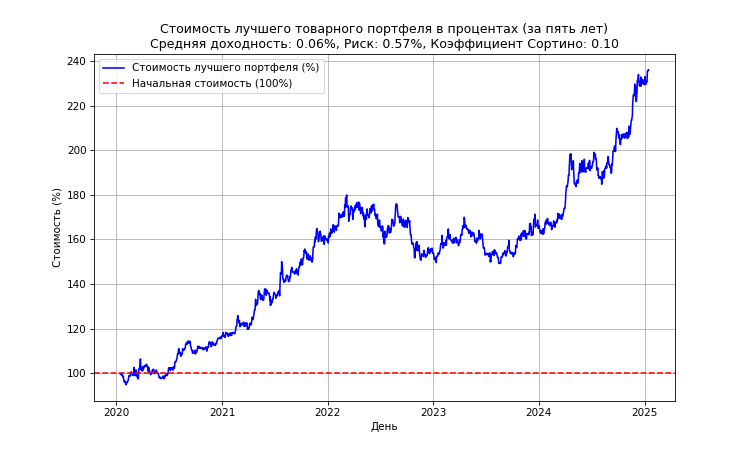 Стоимость лучшего товарного портфеля в процентах (за пять лет)
Средняя доходность: 0.06%, Риск: 0.57%, Коэффициент Сортино: 0.10
Стоимость лучшего портфеля (%)
Начальная стоимость (100%)
Стоимость (%)
240
220
200
180
160
140
120
100
2020 2021 2022 2023 2024 2025
День